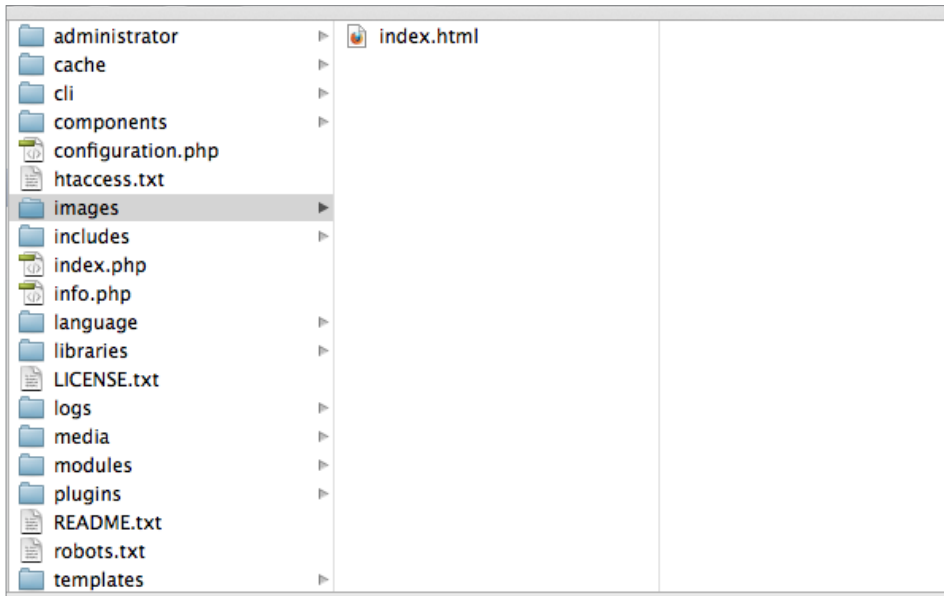 administrator
cache
cli
components
configuration.php
htaccess.txt
images
includes
index.php
info.php
language
libraries
LICENSE.txt
logs
media
modules
plugins
README.txt
robots.txt
templates
index.html